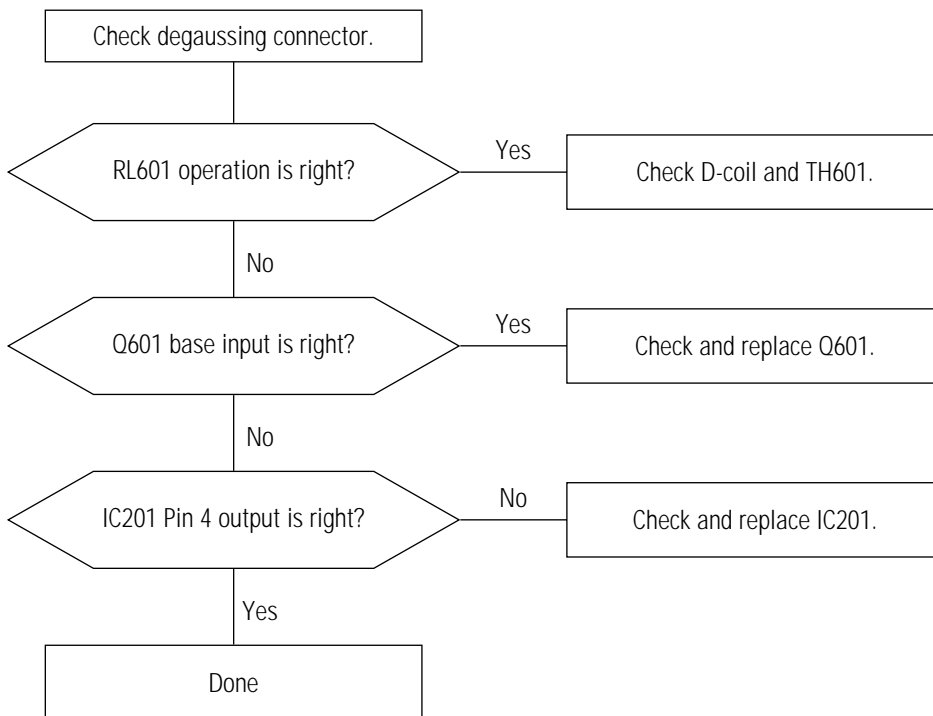 Check degaussing connector.
RL601 operation is right?
Yes
Check D-coil and TH601.
No
Q601 base input is right?
Yes
Check and replace Q601.
No
IC201 Pin 4 output is right?
No
Check and replace IC201.
Yes
Done